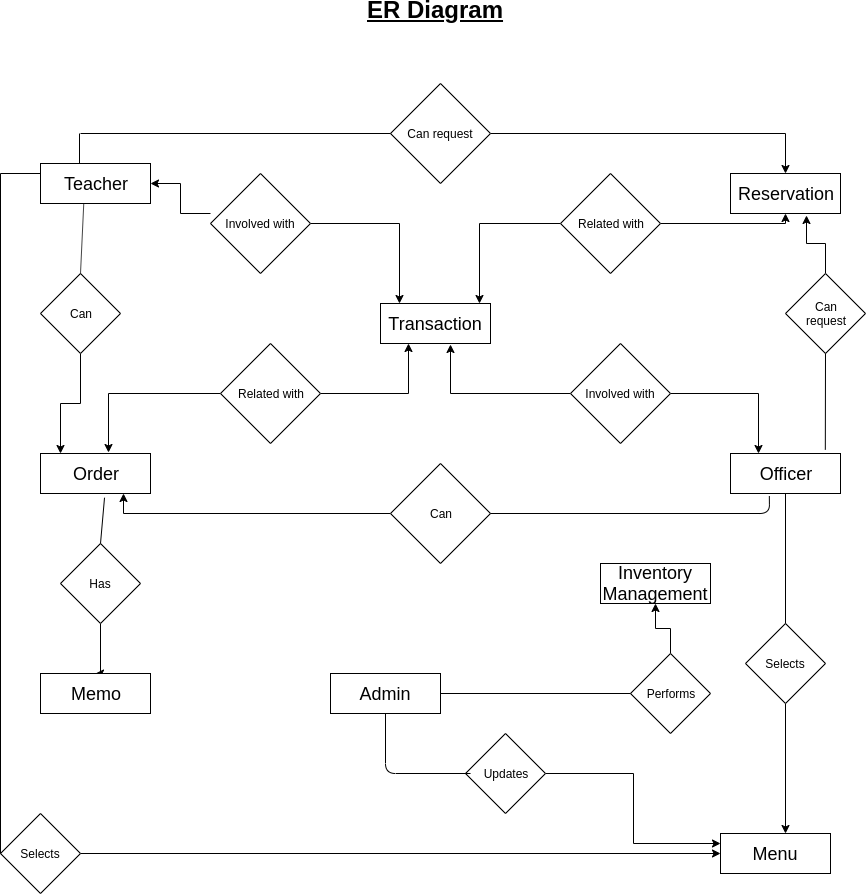 ER Diagram
Can request
Teacher
Reservation
Involved with
Related with
Can
Can
request
Transaction
Related with
Involved with
Order
Officer
Can
Has
Inventory
Management
Selects
Memo
Admin
Performs
Updates
Selects
Menu